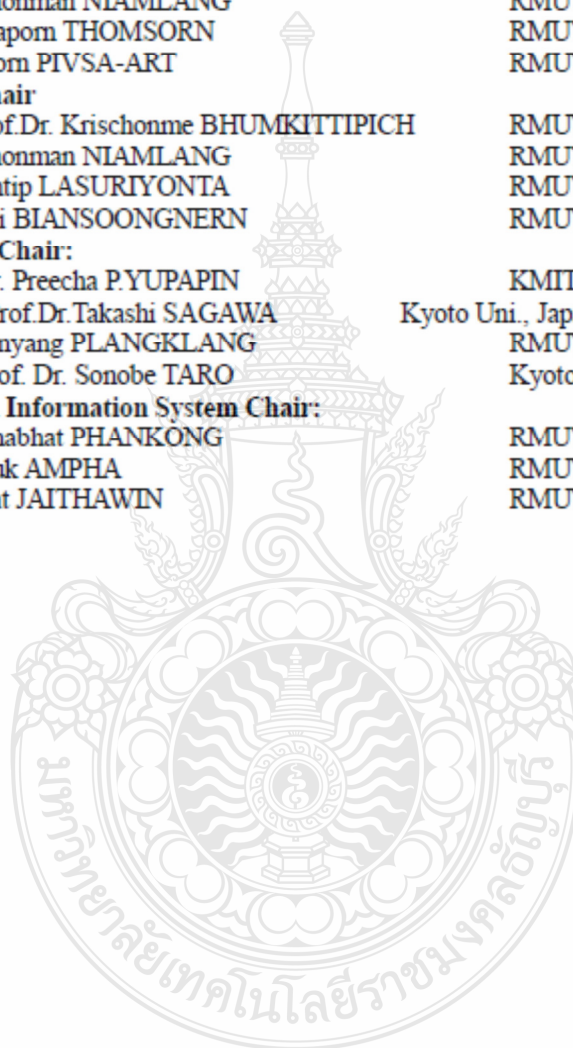 NIAMLANG RMU
aporn THOMSORN RMU
orn PIVSA-ART RMU
hair
of.Dr. Krischonme BHUMKITTIPICH RMU
honman NIAMLANG RMU
ntip LASURIYONTA RMU
i BIANSOONGNERN RMU
Chair:
r. Preecha P.YUPAPIN KMIT
rof.Dr.Takashi SAGAWA Kyoto Uni., Jap
nyang PLANGKLANG RMU
of. Dr. Sonobe TARO Kyoto
Information System Chair:
nabhat PHANKONG RMU
uk AMPHA RMU
at JAITHAWIN RMU
มหาวิทยาลัยเทคโนโลยีราชมงคลธัญบุรี